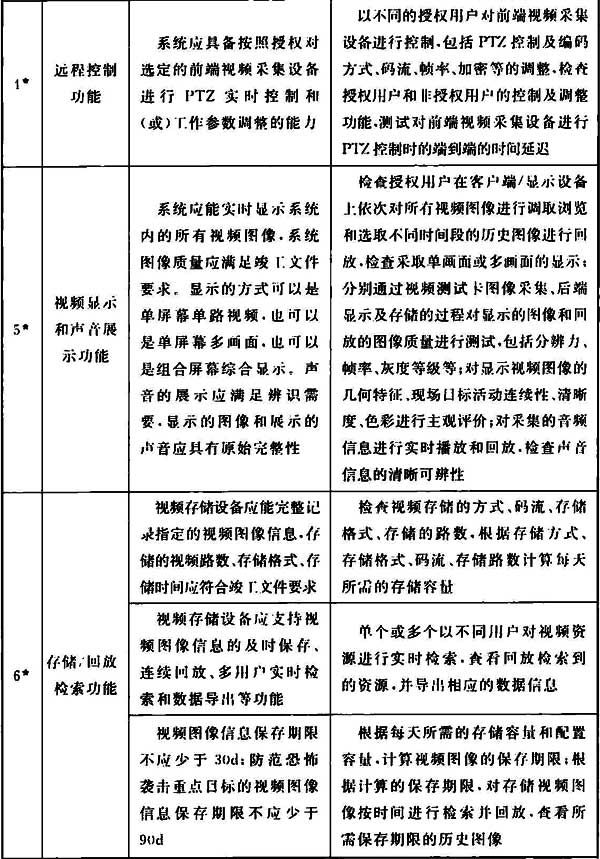 1*
远程控制
功能
系统应具备按照授权对
选定的前端视频采集设备
进行 PTZ 实时控制和
(或)工作参数调整的能力
以不同的授权用户对前端视频采集
设备进行控制,包括 PTZ 控制及编码
方式、码流、帧率、加密等的调整,检查
授权用户和非授权用户的控制及调整
功能,测试对前端视频采集设备进行
PTZ 控制时的端到端的时间延迟
5*
视频显示
和声音展
示功能
系统应能实时显示系统
内的所有视频图像,系统
图像质量应满足竣工文件
要求。显示的方式可以是
单屏幕单路视频,也可以
是单屏幕多画面,也可以
是组合屏幕综合显示。声
音的展示应满足辨识需
要,显示的图像和展示的
声音应具有原始完整性
检查授权用户在客户端/显示设备
上依次对所有视频图像进行调取浏览
和选取不同时间段的历史图像进行回
放,检查采取单画面或多画面的显示;
分别通过视频测试卡图像采集、后端
显示及存储的过程对显示的图像和回
放的图像质量进行测试,包括分辨力、
帧率、灰度等级等;对显示视频图像的
几何特征、现场目标活动连续性、清晰
度、色彩进行主观评价;对采集的音频
信息进行实时播放和回放,检查声音
信息的清晰可辨性
6*
存储/回放
检索功能
视频存储设备应能完整记
录指定的视频图像信息,存
储的视频路数、存储格式、存
储时间应符合竣工文件要求
检查视频存储的方式、码流、存储
格式、存储的路数,根据存储方式、
存储格式、码流、存储路数计算每天
所需的存储容量
视频存储设备应支持视
频图像信息的及时保存、
连续回放、多用户实时检
索和数据导出等功能
单个或多个以不同用户对视频资
源进行实时检索,查看回放检索到
的资源,并导出相应的数据信息
视频图像信息保存期限
不应少于 30d;防范恐怖
袭击重点目标的视频图像
信息保存期限不应少于
90d
根据每天所需的存储容量和配置
容量,计算视频图像的保存期限;根
据计算的保存期限,对存储视频图
像按时间进行检索并回放,查看所
需保存期限的历史图像